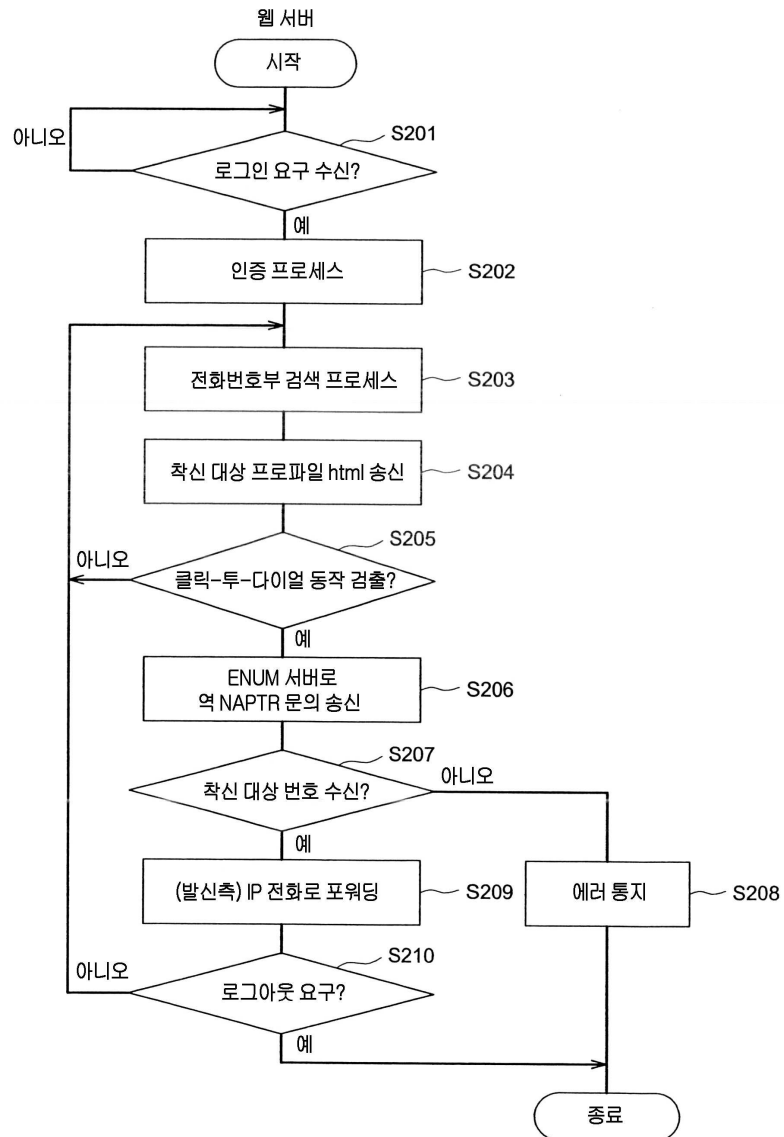 웹 서버
시작
S201
아니오
로그인 요구 수신?
예
인증 프로세스
S202
전화번호부 검색 프로세스
S203
착신 대상 프로파일 html 송신
S204
S205
아니오
클릭-투-다이얼 동작 검출?
예
ENUM 서버로
역 NAPTR 문의 송신
S206
S207
아니오
착신 대상 번호 수신?
예
(발신측) IP 전화로 포워딩
S209
에러 통지
S208
S210
아니오
로그아웃 요구?
예
종료